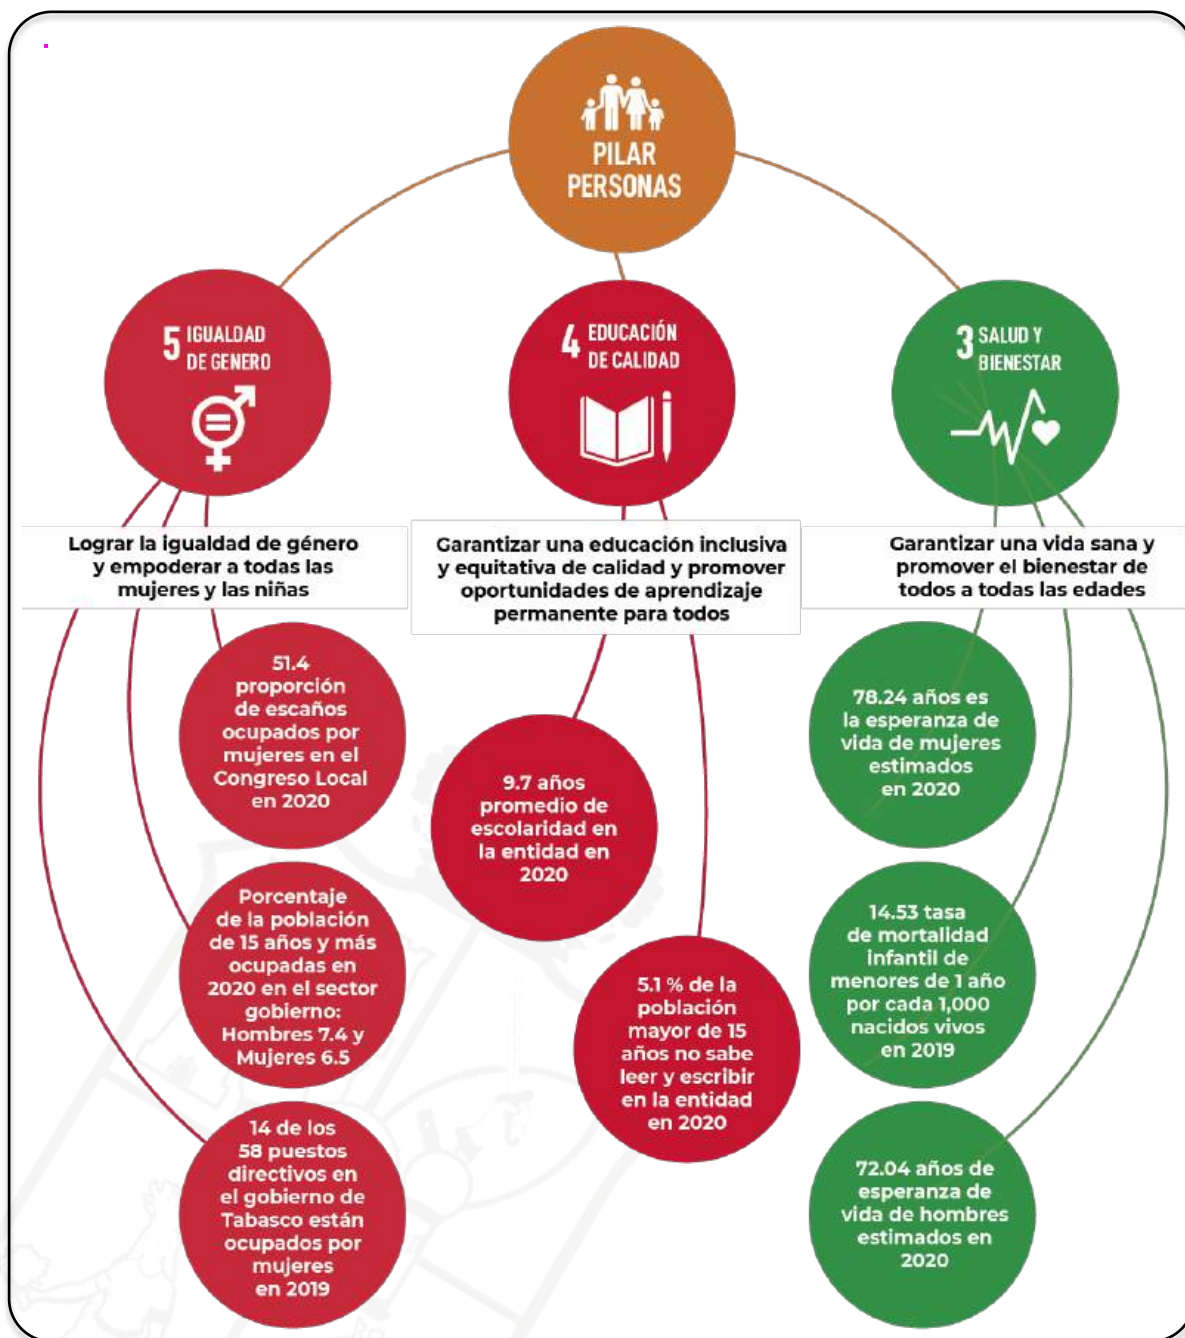 PILAR
PERSONAS
5 IGUALDAD
DE GENERO
Lograr la igualdad de género
y empoderar a todas las
mujeres y las niñas
51.4
proporción
de escaños
ocupados por
mujeres en el
Congreso Local
en 2020
Porcentaje
de la población
de 15 años y más
ocupadas en
2020 en el sector
gobierno:
Hombres 7.4 y
Mujeres 6.5
14 de los
58 puestos
directivos en
el gobierno de
Tabasco están
ocupados por
mujeres
en 2019
4 EDUCACIÓN
DE CALIDAD
Garantizar una educación inclusiva
y equitativa de calidad y promover
oportunidades de aprendizaje
permanente para todos
9.7 años
promedio de
escolaridad en
la entidad en
2020
5.1 % de la
población
mayor de 15
años no sabe
leer y escribir
en la entidad
en 2020
3 SALUD Y
BIENESTAR
Garantizar una vida sana y
promover el bienestar de
todos a todas las edades
78.24 años es
la esperanza de
vida de mujeres
estimados
en 2020
14.53 tasa
de mortalidad
infantil de
menores de 1 año
por cada 1,000
nacidos vivos
en 2019
72.04 años de
esperanza de
vida de hombres
estimados en
2020